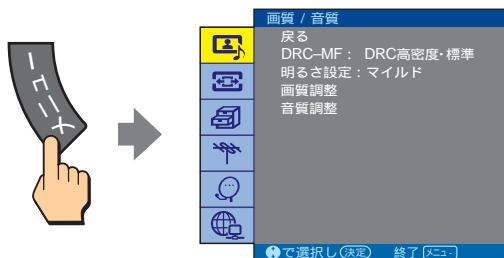 メニュー
画質 / 音質
戻る
DRC–MF： DRC高密度･標準
明るさ設定：マイルド
画質調整
音質調整
で選択し 決定 終了 メニュー